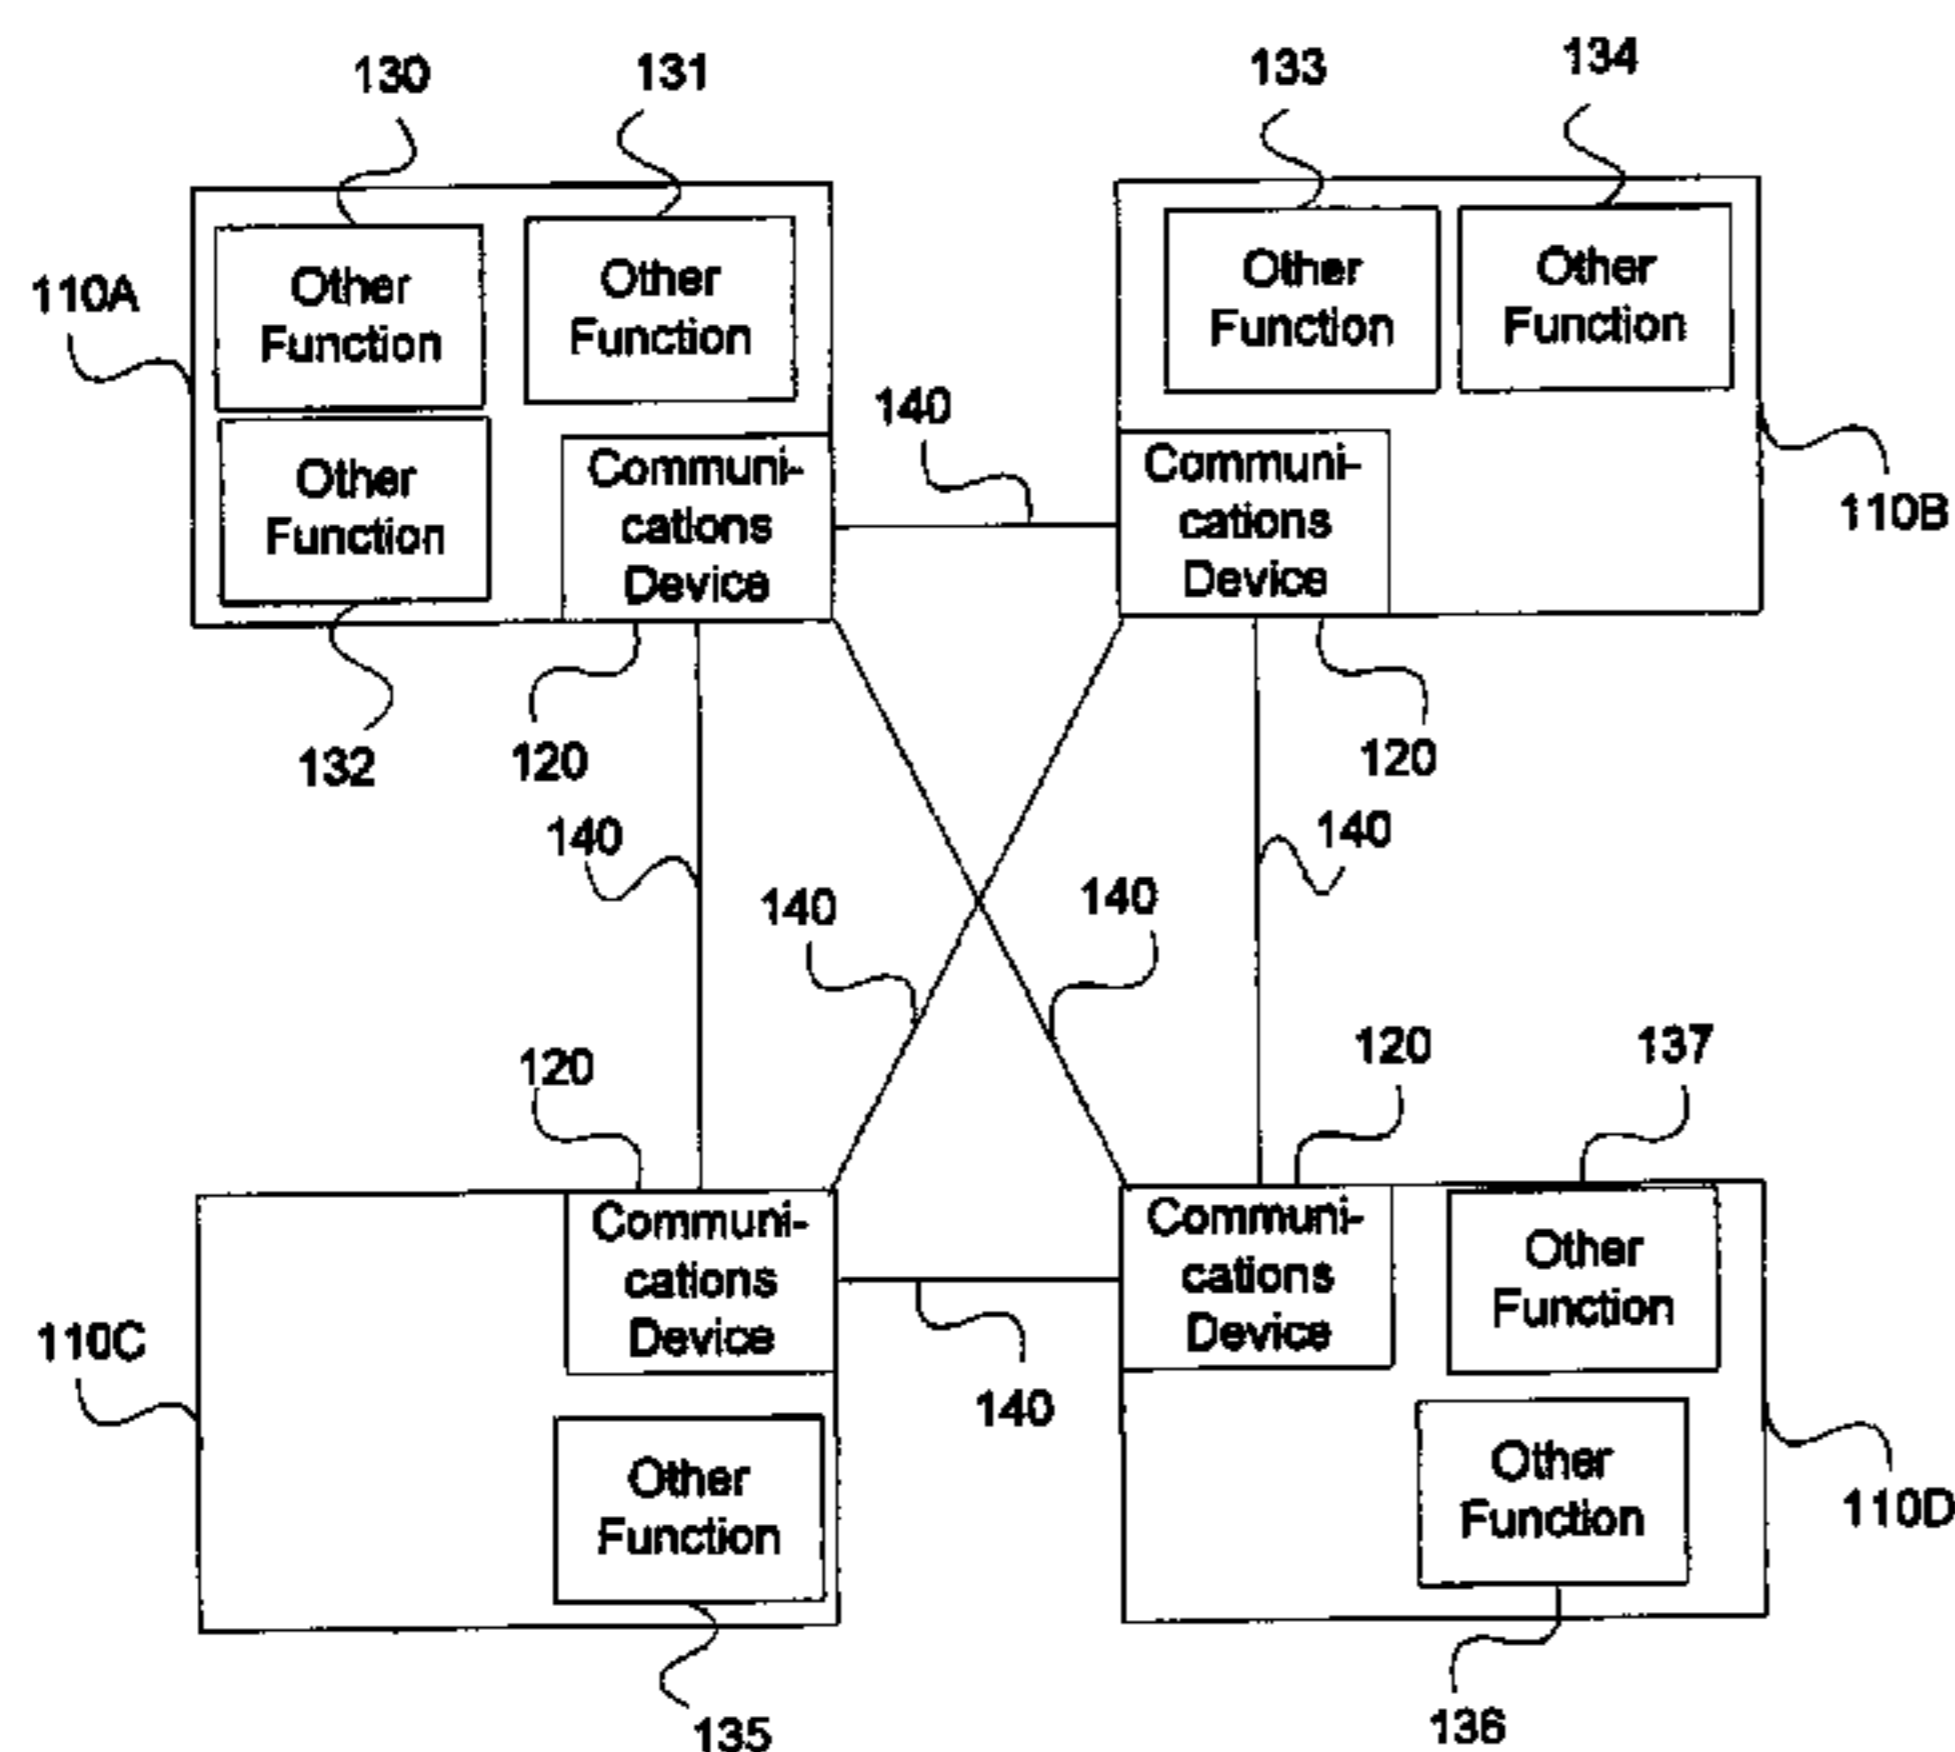 130
131
133
134
110A
Other
Function
Other
Function
Other
Function
Other
Function
140
Other
Function
Communi-
cations
Device
Communi-
cations
Device
110B
132
120
120
140
140
140
140
120
120
137
110C
Communi-
cations
Device
Communi-
cations
Device
Other
Function
140
Other
Function
Other
Function
110D
135
136